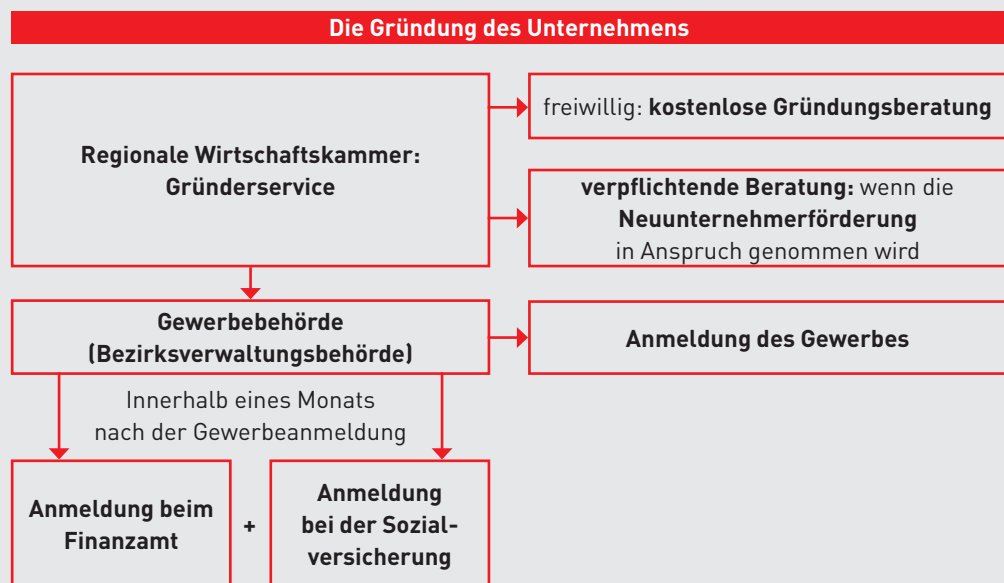 Die Gründung des Unternehmens
Regionale Wirtschaftskammer:
Gründerservice
freiwillig: kostenlose Gründungsberatung
verpflichtende Beratung: wenn die
Neuunternehmerförderung
in Anspruch genommen wird
Gewerbebehörde
(Bezirksverwaltungsbehörde)
Anmeldung des Gewerbes
Innerhalb eines Monats
nach der Gewerbeanmeldung
Anmeldung beim
Finanzamt
+
Anmeldung
bei der Sozial-
versicherung